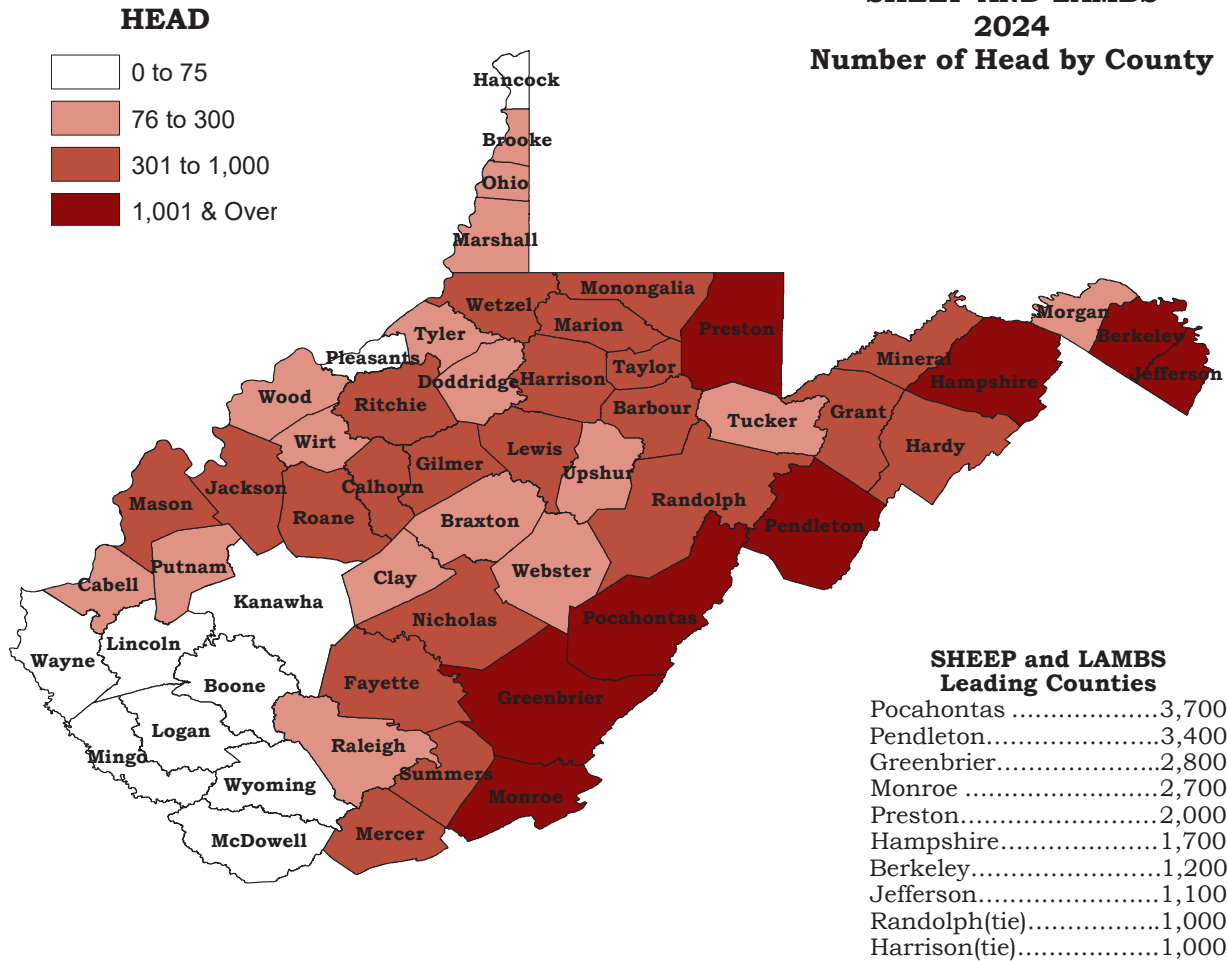 HEAD
0 to 75
76 to 300
301 to 1,000
1,001 & Over
SHEEP AND LAMBS
2024
Number of Head by County
Hancock
Brooke
Ohio
Marshall
Wetzel
Monongalia
Marion
Preston
Tyler
Pleasants
Doddridge
Harrison
Taylor
Morgan
Berkeley
Jefferson
Mineral
Hampshire
Wood
Ritchie
Barbour
Tucker
Grant
Hardy
Wirt
Lewis
Gilmer
Upshur
Calhoun
Jackson
Mason
Roane
Randolph
Braxton
Pendleton
Cabell
Putnam
Clay
Webster
Kanawha
Nicholas
Pocahontas
Wayne
Lincoln
Boone
Fayette
Greenbrier
Logan
Mingo
Raleigh
Summers
Wyoming
Monroe
McDowell
Mercer
SHEEP and LAMBS
Leading Counties
Pocahontas ....................3,700
Pendleton.......................3,400
Greenbrier......................2,800
Monroe ..........................2,700
Preston...........................2,000
Hampshire......................1,700
Berkeley..........................1,200
Jefferson.........................1,100
Randolph(tie)..................1,000
Harrison(tie)...................1,000